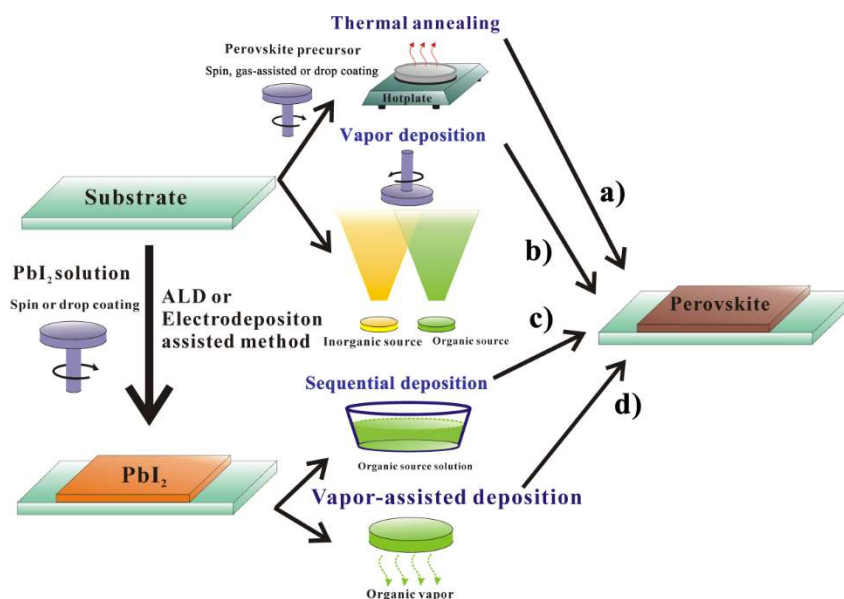 Thermal annealing
Perovskite precursor
Spin, gas-assisted or drop coating
Hotplate
Vapor deposition
Substrate
a)
b)
PbI₂ solution
Spin or drop coating
ALD or
Electrodepositon
assisted method
Inorganic source
Organic source
c)
Perovskite
Sequential deposition
d)
Organic source solution
PbI₂
Vapor-assisted deposition
Organic vapor